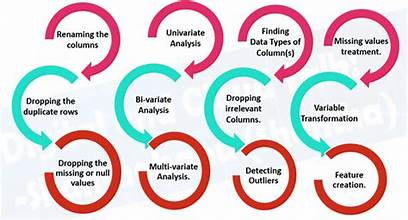 Renaming the
columns
Univariate
Analysis
Finding
Data Types of
Column(s)
Missing values
treatment.
Dropping the
duplicate rows
Bi-variate
Analysis
Dropping
irrelevant
Columns.
Variable
Transformation
Dropping the
missing or null
values
Multi-variate
Analysis.
Detecting
Outliers
Feature
creation.